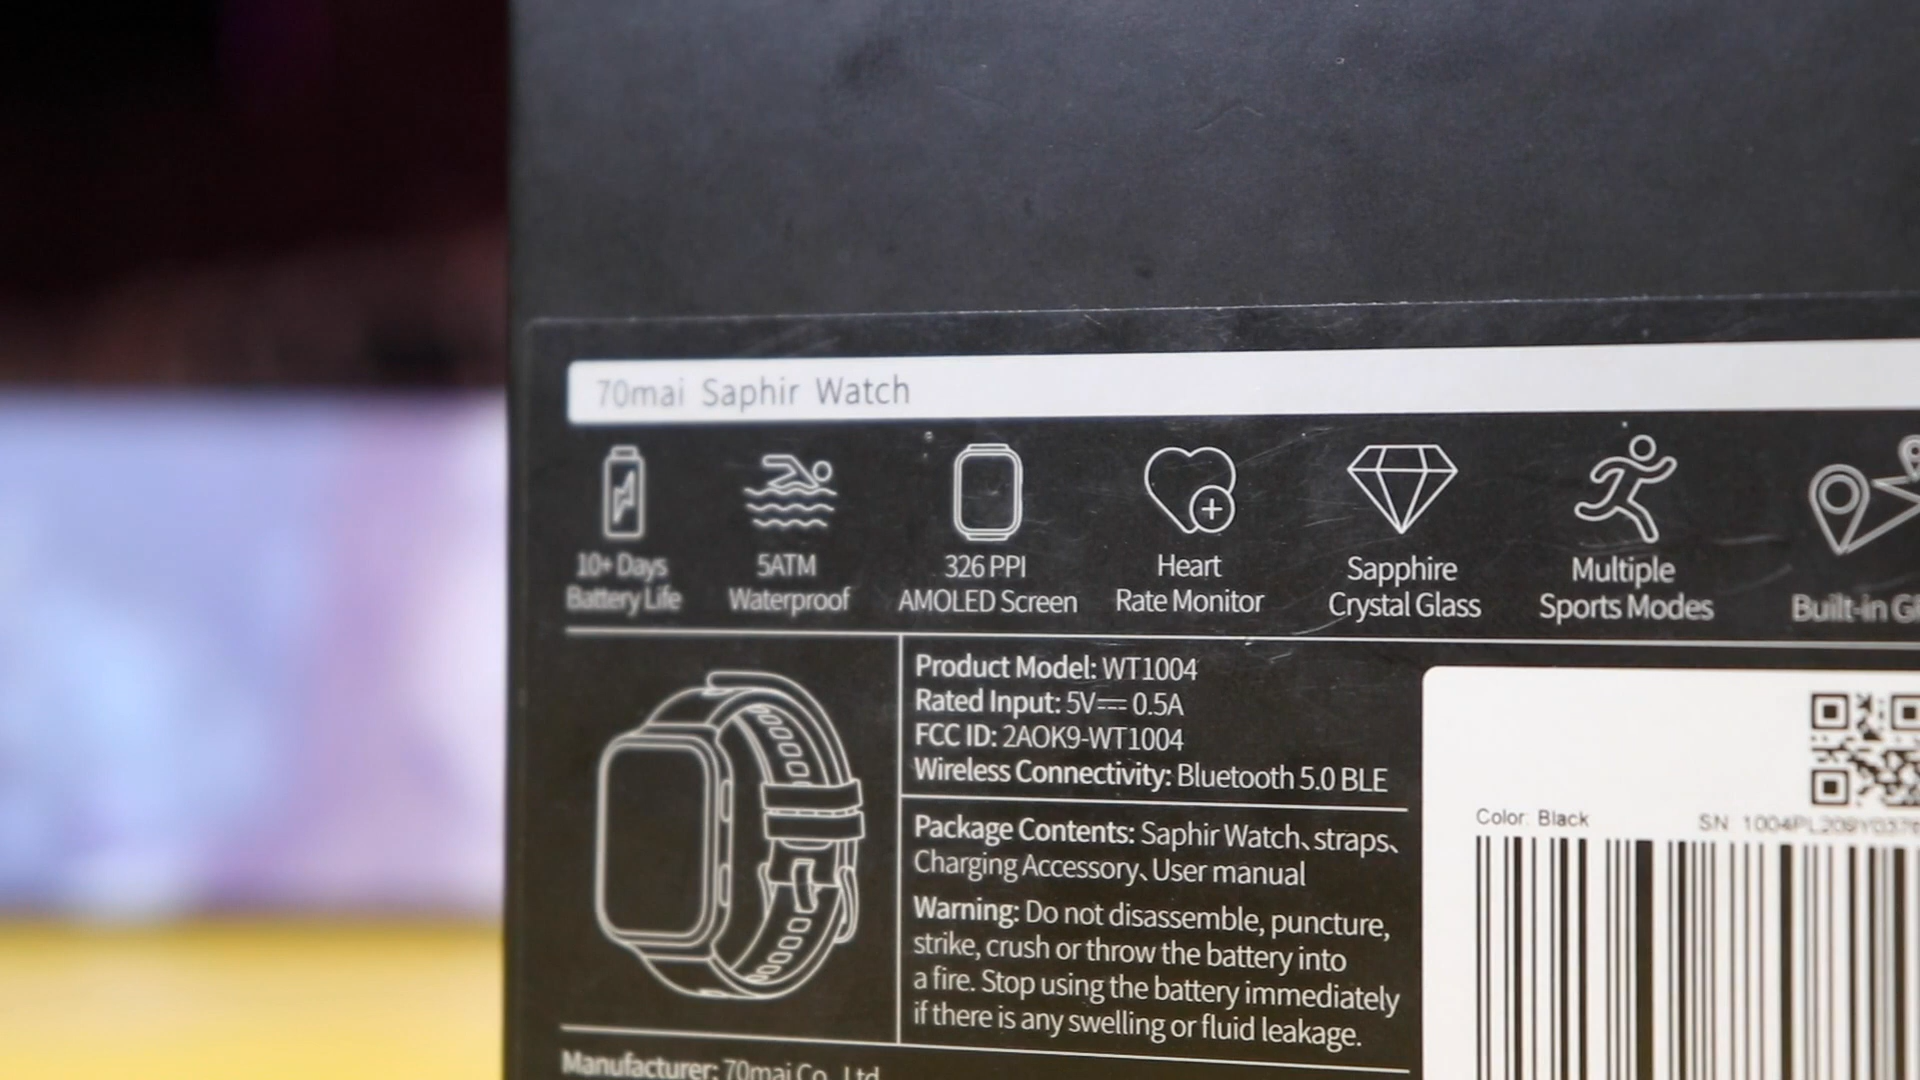 70mai Saphir Watch
10+ Days
Battery Life
5ATM
Waterproof
326 PPI
AMOLED Screen
Heart
Rate Monitor
Sapphire
Crystal Glass
Multiple
Sports Modes
Built-in
Product Model: WT1004
Rated Input: 5V⎓0.5A
FCC ID: 2AOK9-WT1004
Wireless Connectivity: Bluetooth 5.0 BLE
Package Contents: Saphir Watch、straps、
Charging Accessory、User manual
Warning: Do not disassemble, puncture,
strike, crush or throw the battery into
a fire. Stop using the battery immediately
if there is any swelling or fluid leakage.
Manufacturer: 70mai Co., Ltd
Color: Black
SN